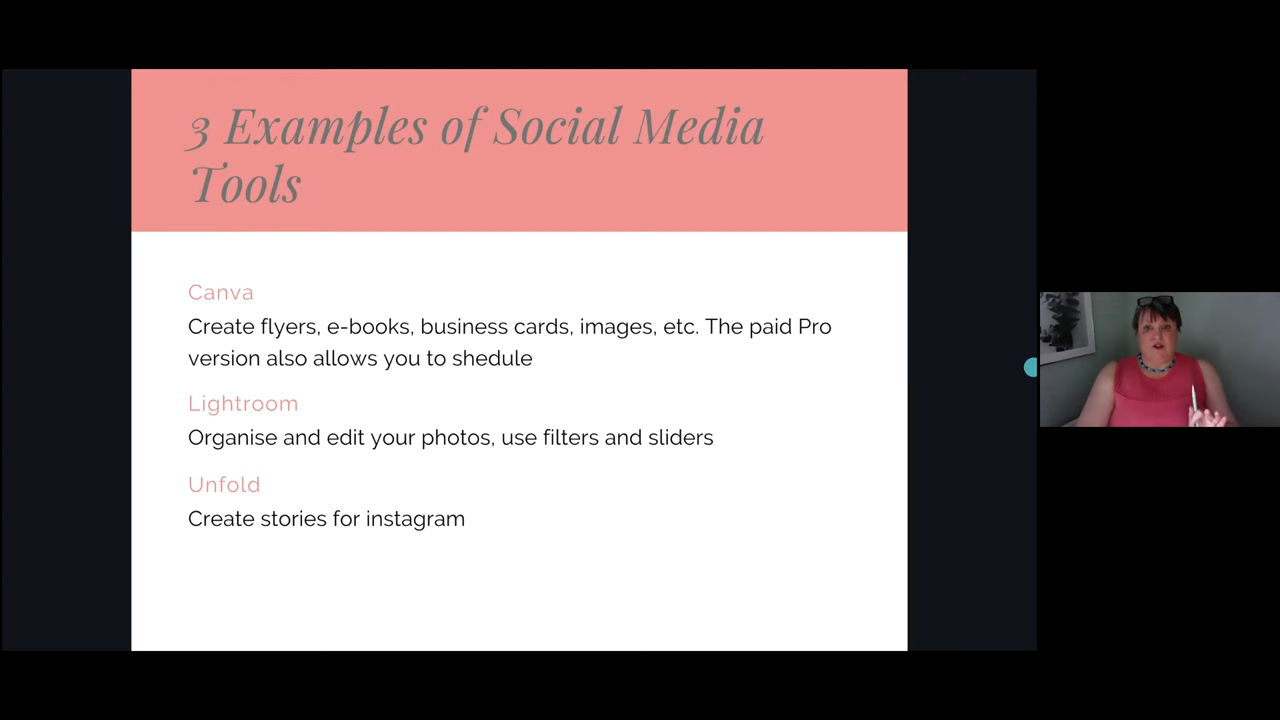 3 Examples of Social Media
Tools
Canva
Create flyers, e-books, business cards, images, etc. The paid Pro
version also allows you to shedule
Lightroom
Organise and edit your photos, use filters and sliders
Unfold
Create stories for instagram